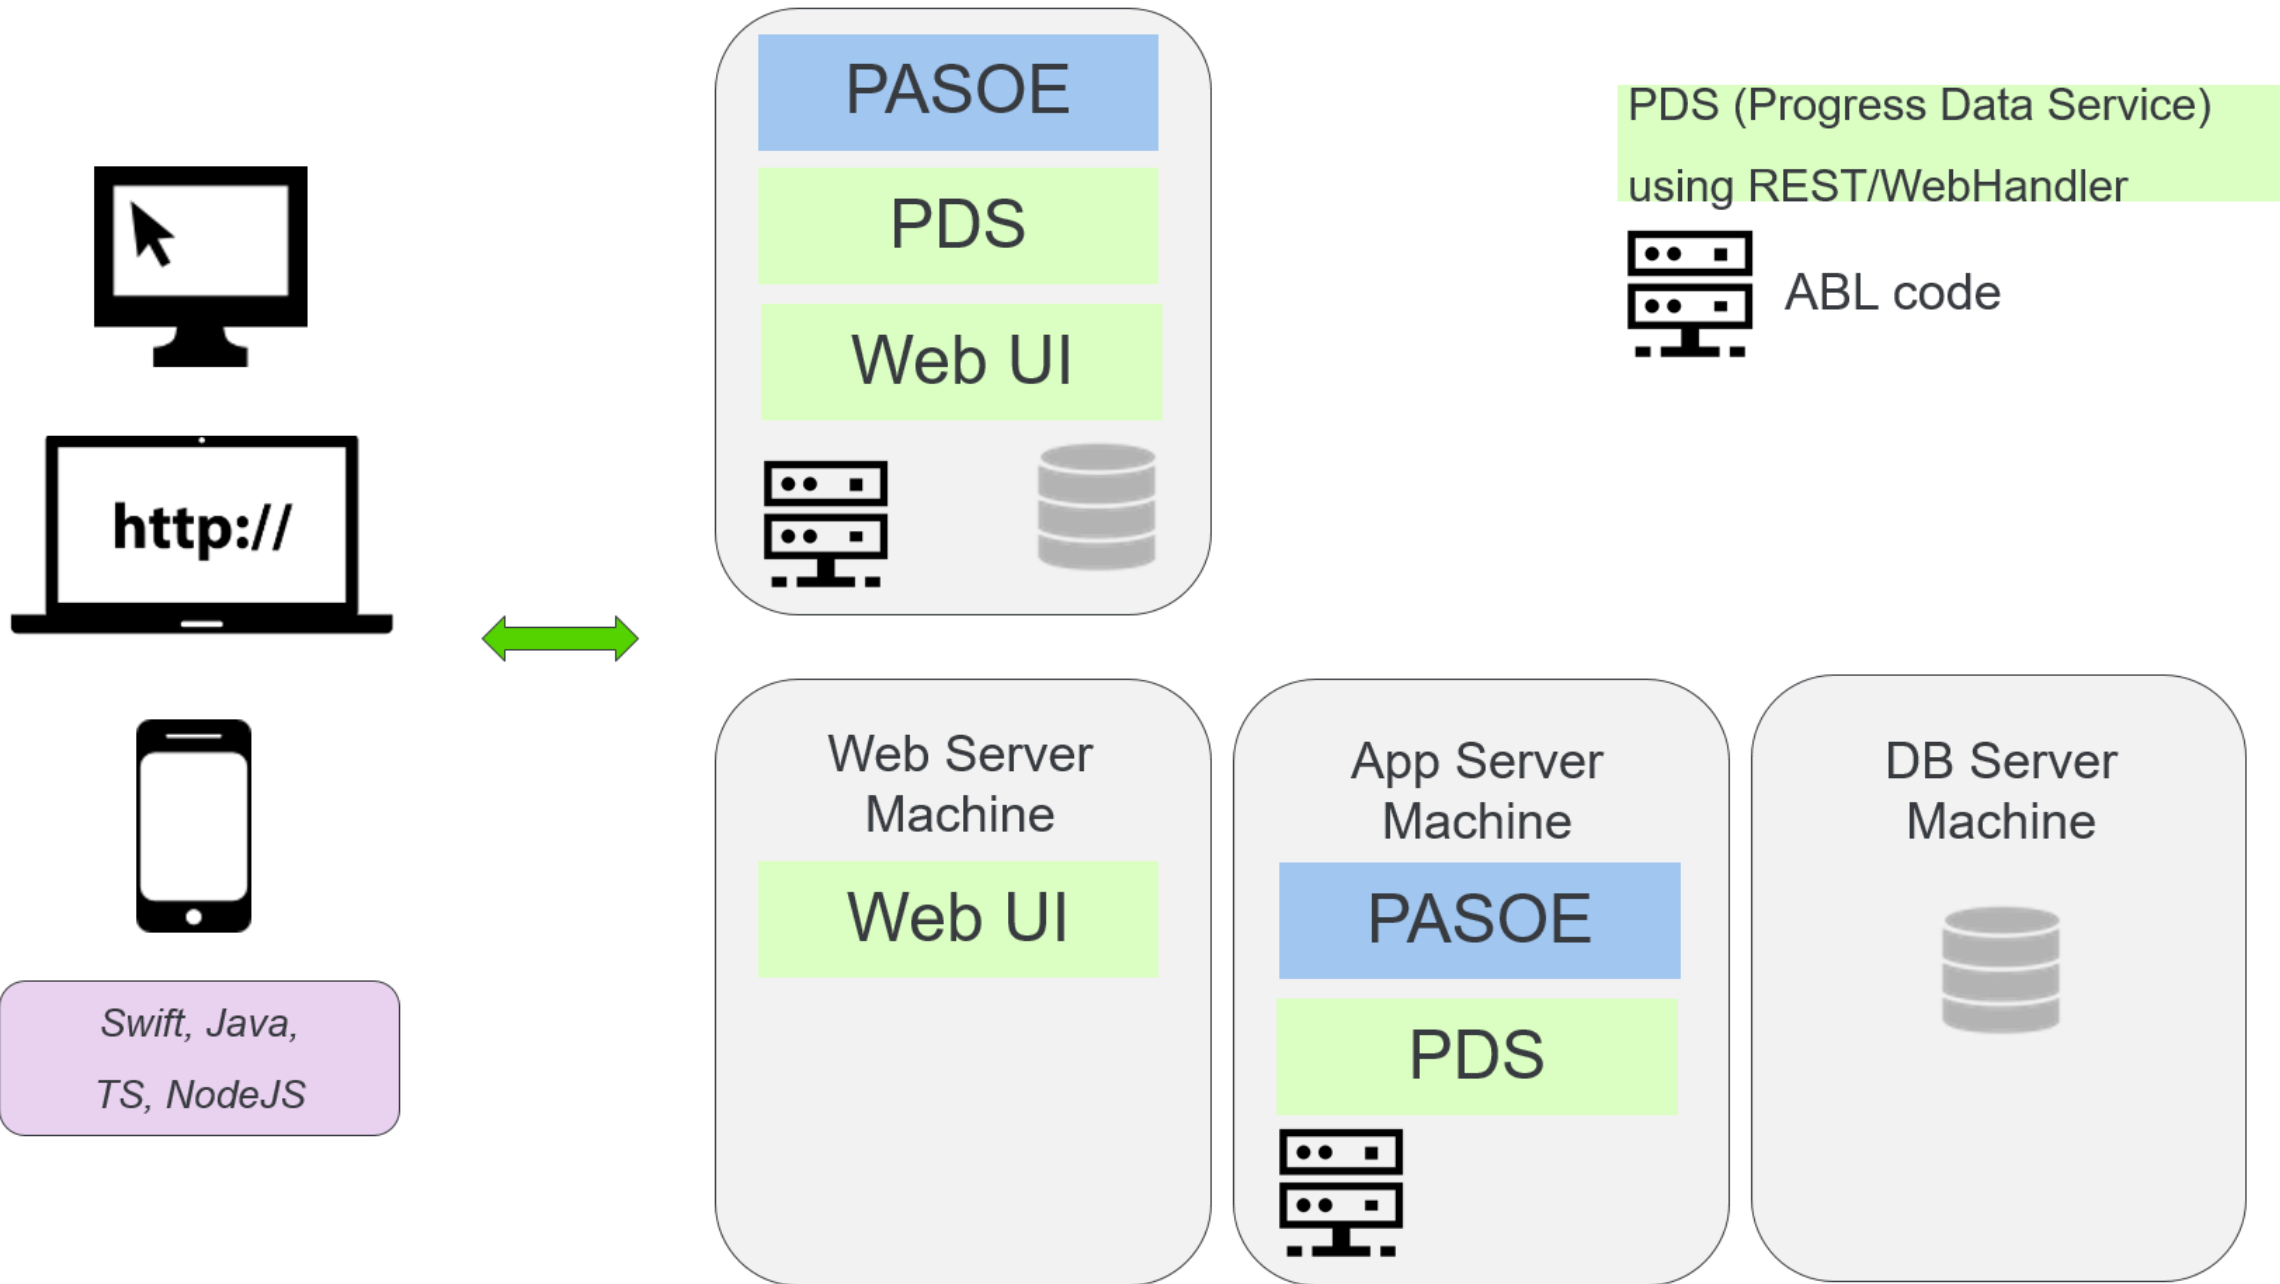 PASOE
PDS
Web UI
PDS (Progress Data Service)
using REST/WebHandler
ABL code
http://
Swift, Java,
TS, NodeJS
Web Server
Machine
Web UI
App Server
Machine
PASOE
PDS
DB Server
Machine